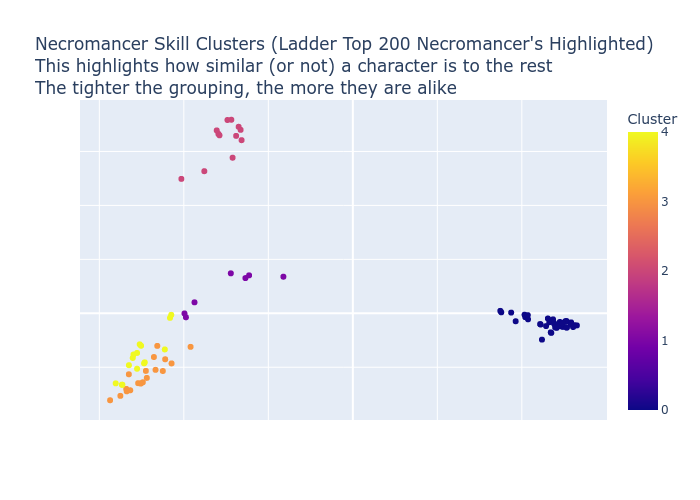 Necromancer Skill Clusters (Ladder Top 200 Necromancer's Highlighted)
This highlights how similar (or not) a character is to the rest
The tighter the grouping, the more they are alike
Cluster
4
3
2
1
0